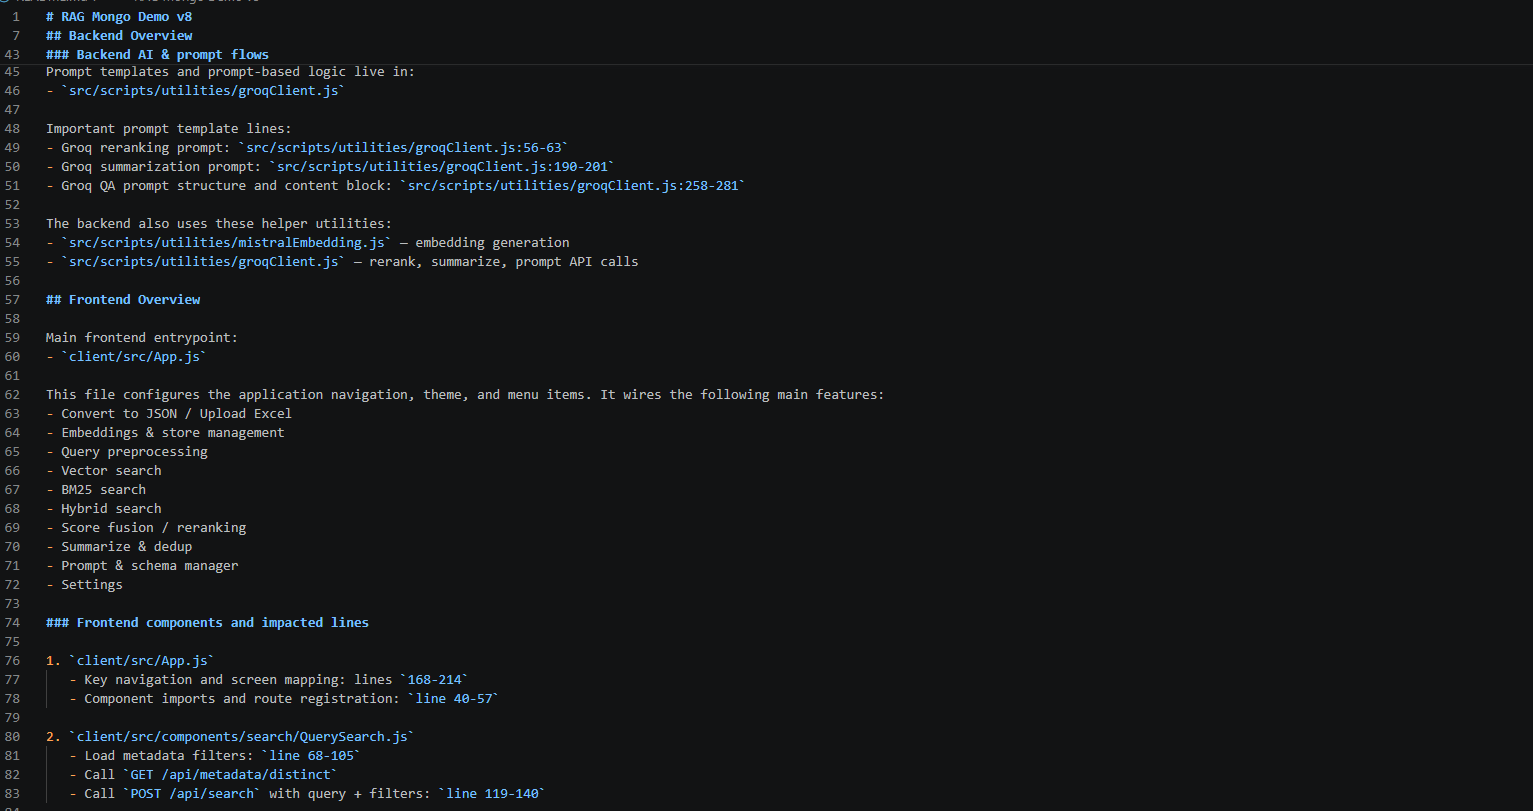 1 # RAG Mongo Demo v8
7 ## Backend Overview
43 ### Backend AI & prompt flows
45 Prompt templates and prompt-based logic live in:
46 - `src/scripts/utilities/groqClient.js`
47
48 Important prompt template lines:
49 - Groq reranking prompt: `src/scripts/utilities/groqClient.js:56-63`
50 - Groq summarization prompt: `src/scripts/utilities/groqClient.js:190-201`
51 - Groq QA prompt structure and content block: `src/scripts/utilities/groqClient.js:258-281`
52
53 The backend also uses these helper utilities:
54 - `src/scripts/utilities/mistralEmbedding.js` — embedding generation
55 - `src/scripts/utilities/groqClient.js` — rerank, summarize, prompt API calls
56
57 ## Frontend Overview
58
59 Main frontend entrypoint:
60 - `client/src/App.js`
61
62 This file configures the application navigation, theme, and menu items. It wires the following main features:
63 - Convert to JSON / Upload Excel
64 - Embeddings & store management
65 - Query preprocessing
66 - Vector search
67 - BM25 search
68 - Hybrid search
69 - Score fusion / reranking
70 - Summarize & dedup
71 - Prompt & schema manager
72 - Settings
73
74 ### Frontend components and impacted lines
75
76 1. `client/src/App.js`
77 - Key navigation and screen mapping: lines `168-214`
78 - Component imports and route registration: `line 40-57`
79
80 2. `client/src/components/search/QuerySearch.js`
81 - Load metadata filters: `line 68-105`
82 - Call `GET /api/metadata/distinct`
83 - Call `POST /api/search` with query + filters: `line 119-140`